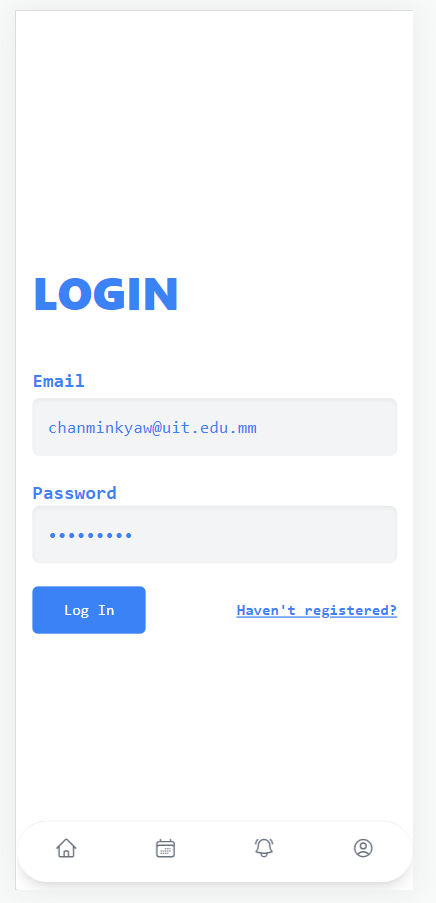 LOGIN
Email
chanminkyaw@uit.edu.mm
Password
•••••••••
Log In
Haven't registered?